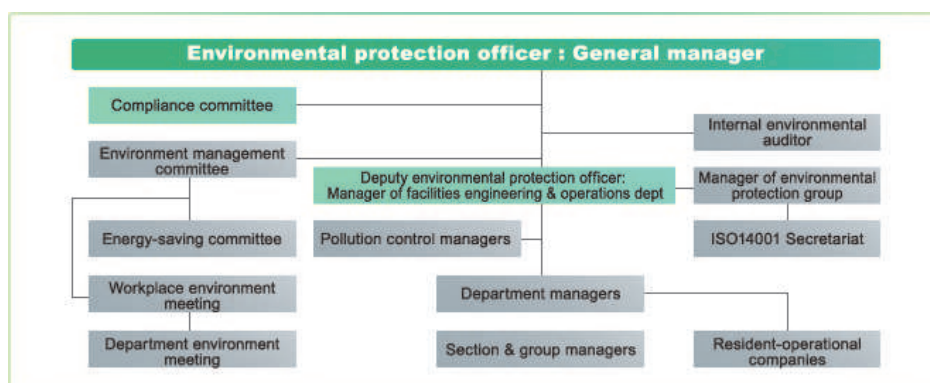 Environmental protection officer : General manager
Compliance committee
Internal environmental
auditor
Environment management
committee
Deputy environmental protection officer:
Manager of facilities engineering & operations dept
Manager of environmental
protection group
Energy-saving committee
Pollution control managers
ISO14001 Secretariat
Workplace environment
meeting
Department managers
Department environment
meeting
Section & group managers
Resident-operational
companies